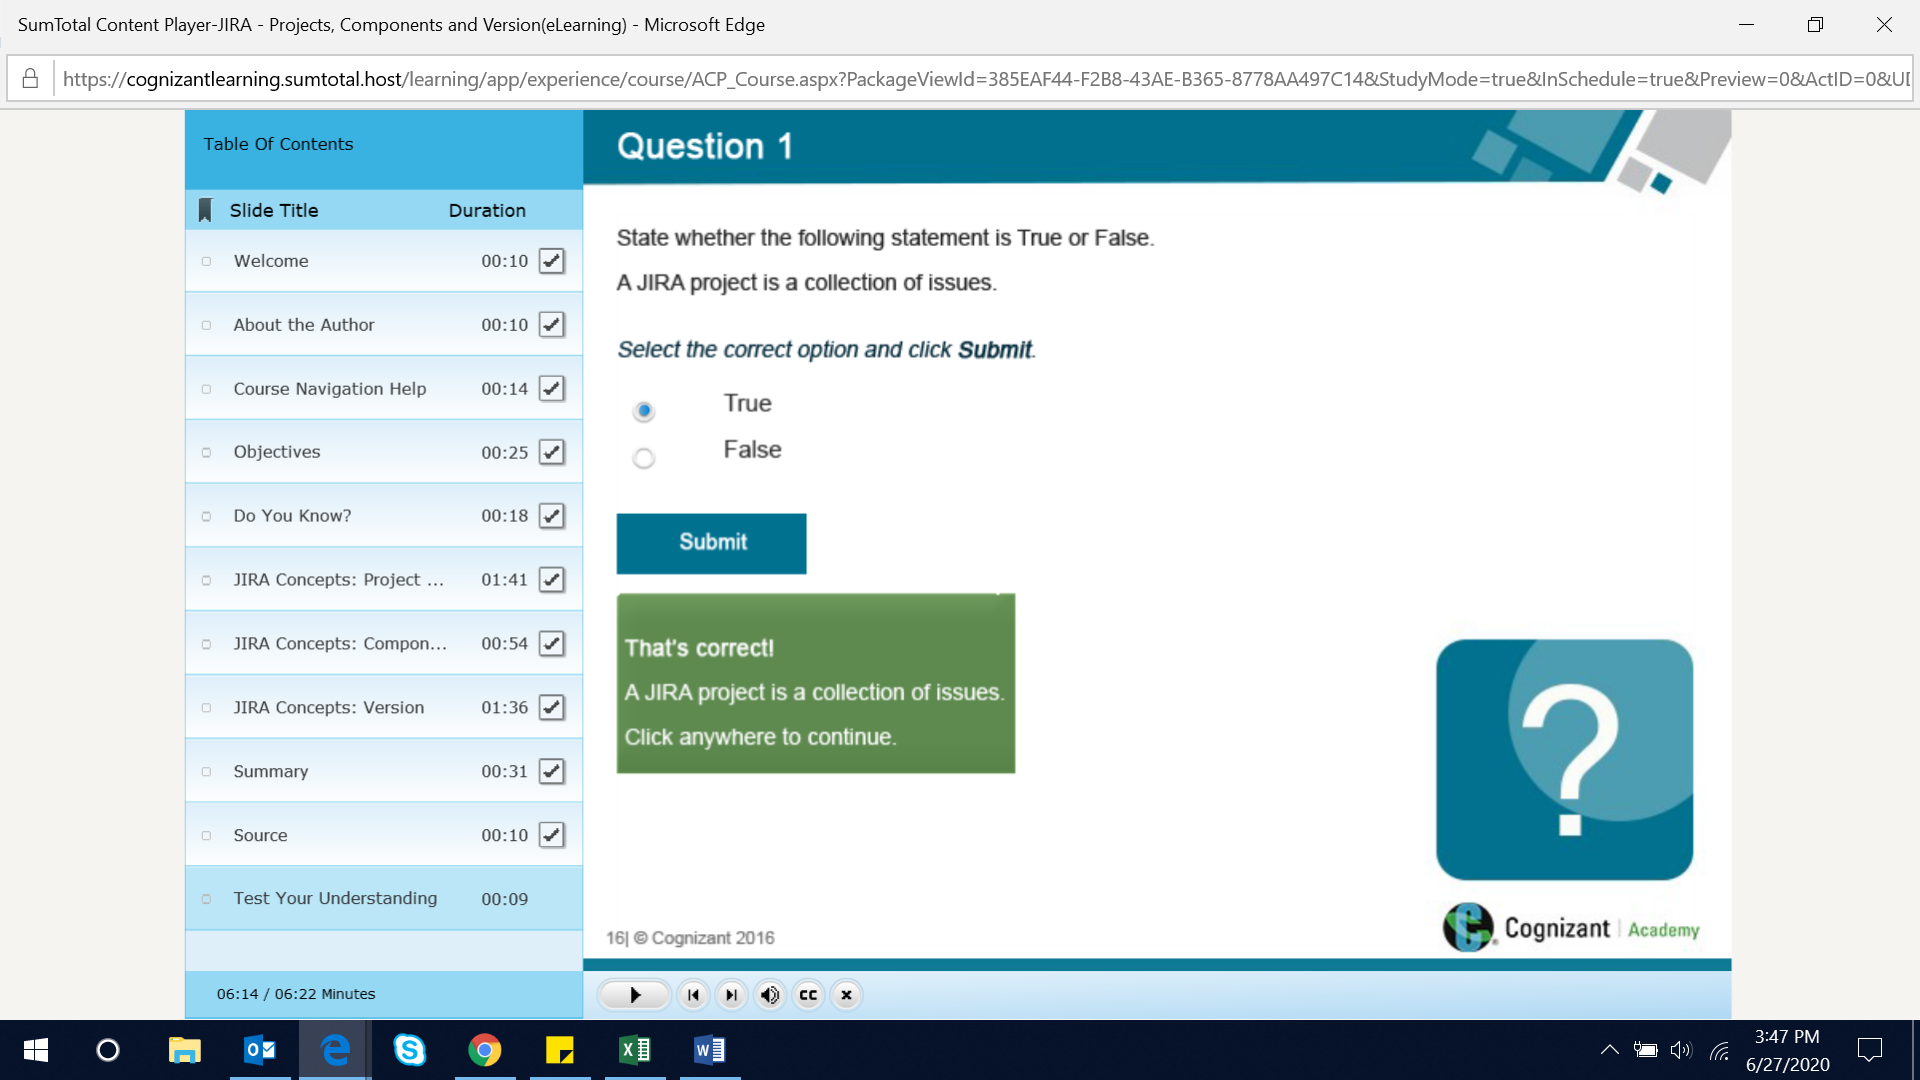 SumTotal Content Player-JIRA - Projects, Components and Version(eLearning) - Microsoft Edge
https://cognizantlearning.sumtotal.host/learning/app/experience/course/ACP_Course.aspx?PackageViewId=385EAF44-F2B8-43AE-B365-8778AA497C14&StudyMode=true&InSchedule=true&Preview=0&ActID=0&UI
Table Of Contents
Slide Title Duration
Welcome 00:10
About the Author 00:10
Course Navigation Help 00:14
Objectives 00:25
Do You Know? 00:18
JIRA Concepts: Project ... 01:41
JIRA Concepts: Compon... 00:54
JIRA Concepts: Version 01:36
Summary 00:31
Source 00:10
Test Your Understanding 00:09
06:14 / 06:22 Minutes
Question 1
State whether the following statement is True or False.
A JIRA project is a collection of issues.
Select the correct option and click Submit.
True
False
Submit
That's correct!
A JIRA project is a collection of issues.
Click anywhere to continue.
?
16| © Cognizant 2016
Cognizant | Academy
CC
3:47 PM
6/27/2020